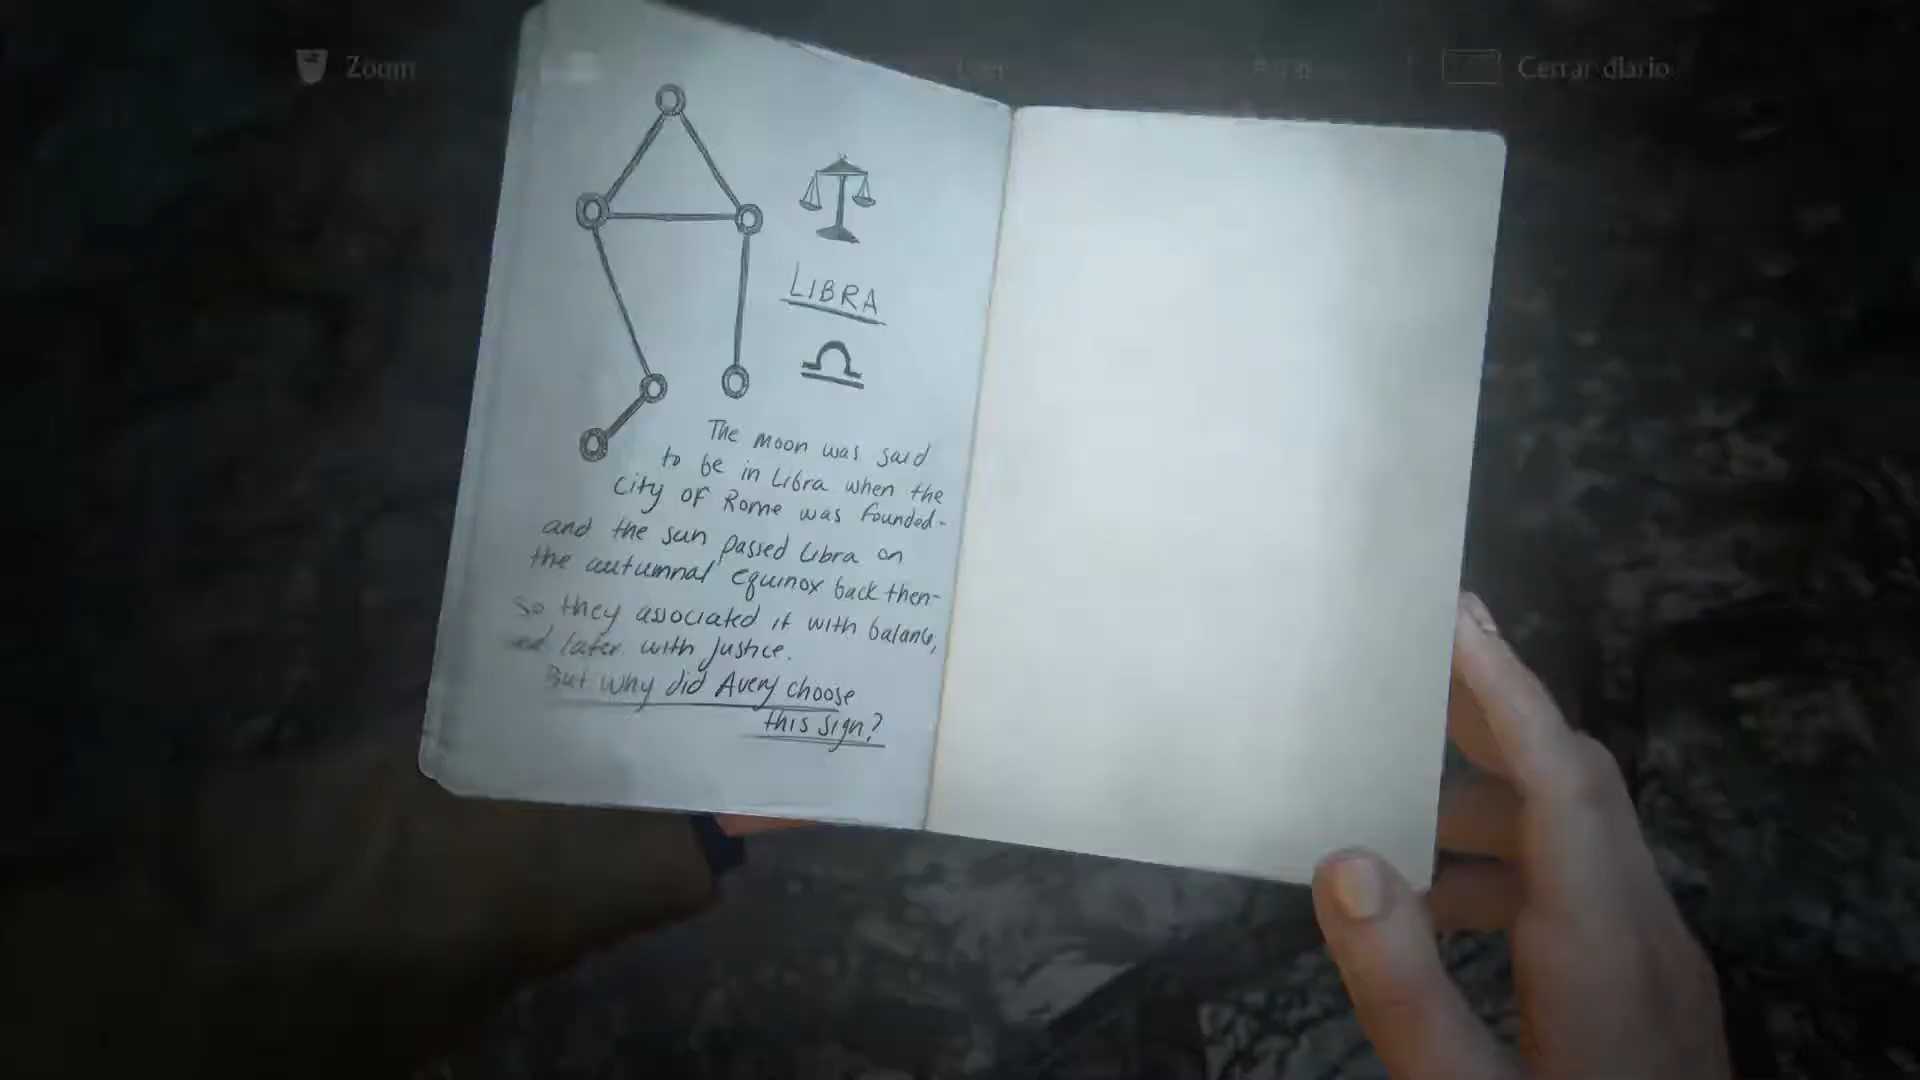 Zoom
Cerrar diario
LIBRA
The moon was said
to be in Libra when the
City of Rome was founded-
and the sun passed Libra on
the autumnal equinox back then-
so they associated it with balance,
and later with justice.
But why did Avery choose
this sign?